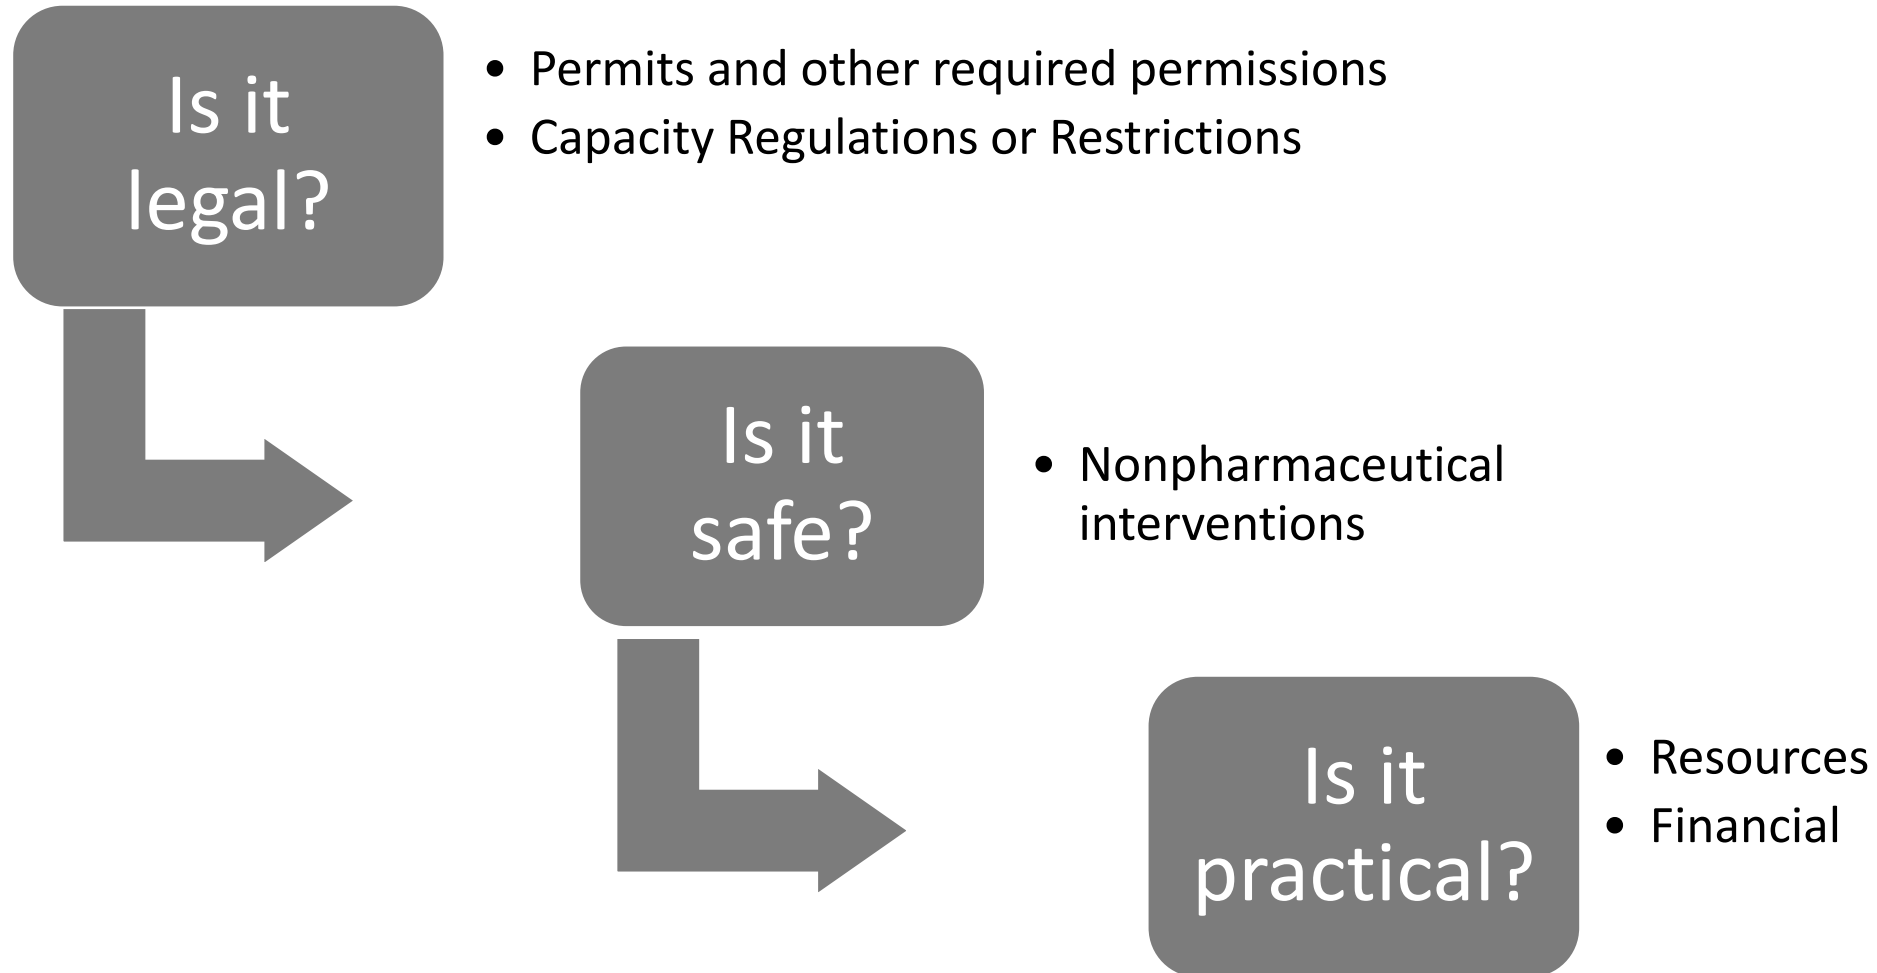 Is it
legal?
• Permits and other required permissions
• Capacity Regulations or Restrictions
Is it
safe?
• Nonpharmaceutical
interventions
Is it
practical?
• Resources
• Financial